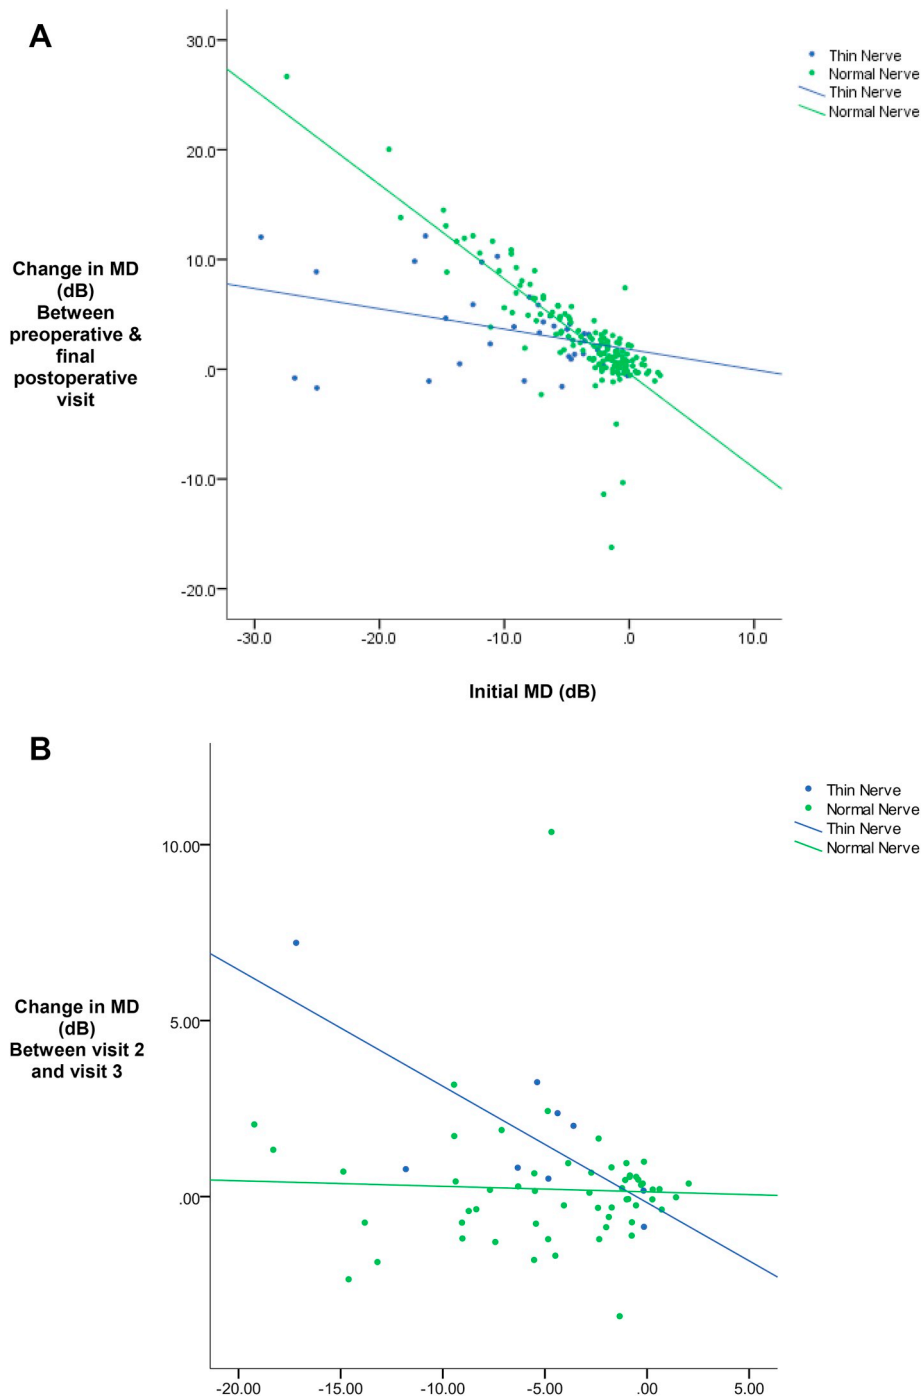 A
Thin Nerve
Normal Nerve
Thin Nerve
Normal Nerve
30.0
20.0
10.0
.0
-10.0
-20.0
Change in MD
(dB)
Between
preoperative &
final
postoperative
visit
-30.0
-20.0
-10.0
.0
10.0
Initial MD (dB)
B
Thin Nerve
Normal Nerve
Thin Nerve
Normal Nerve
10.00
5.00
.00
Change in MD
(dB)
Between visit 2
and visit 3
-20.00
-15.00
-10.00
-5.00
.00
5.00